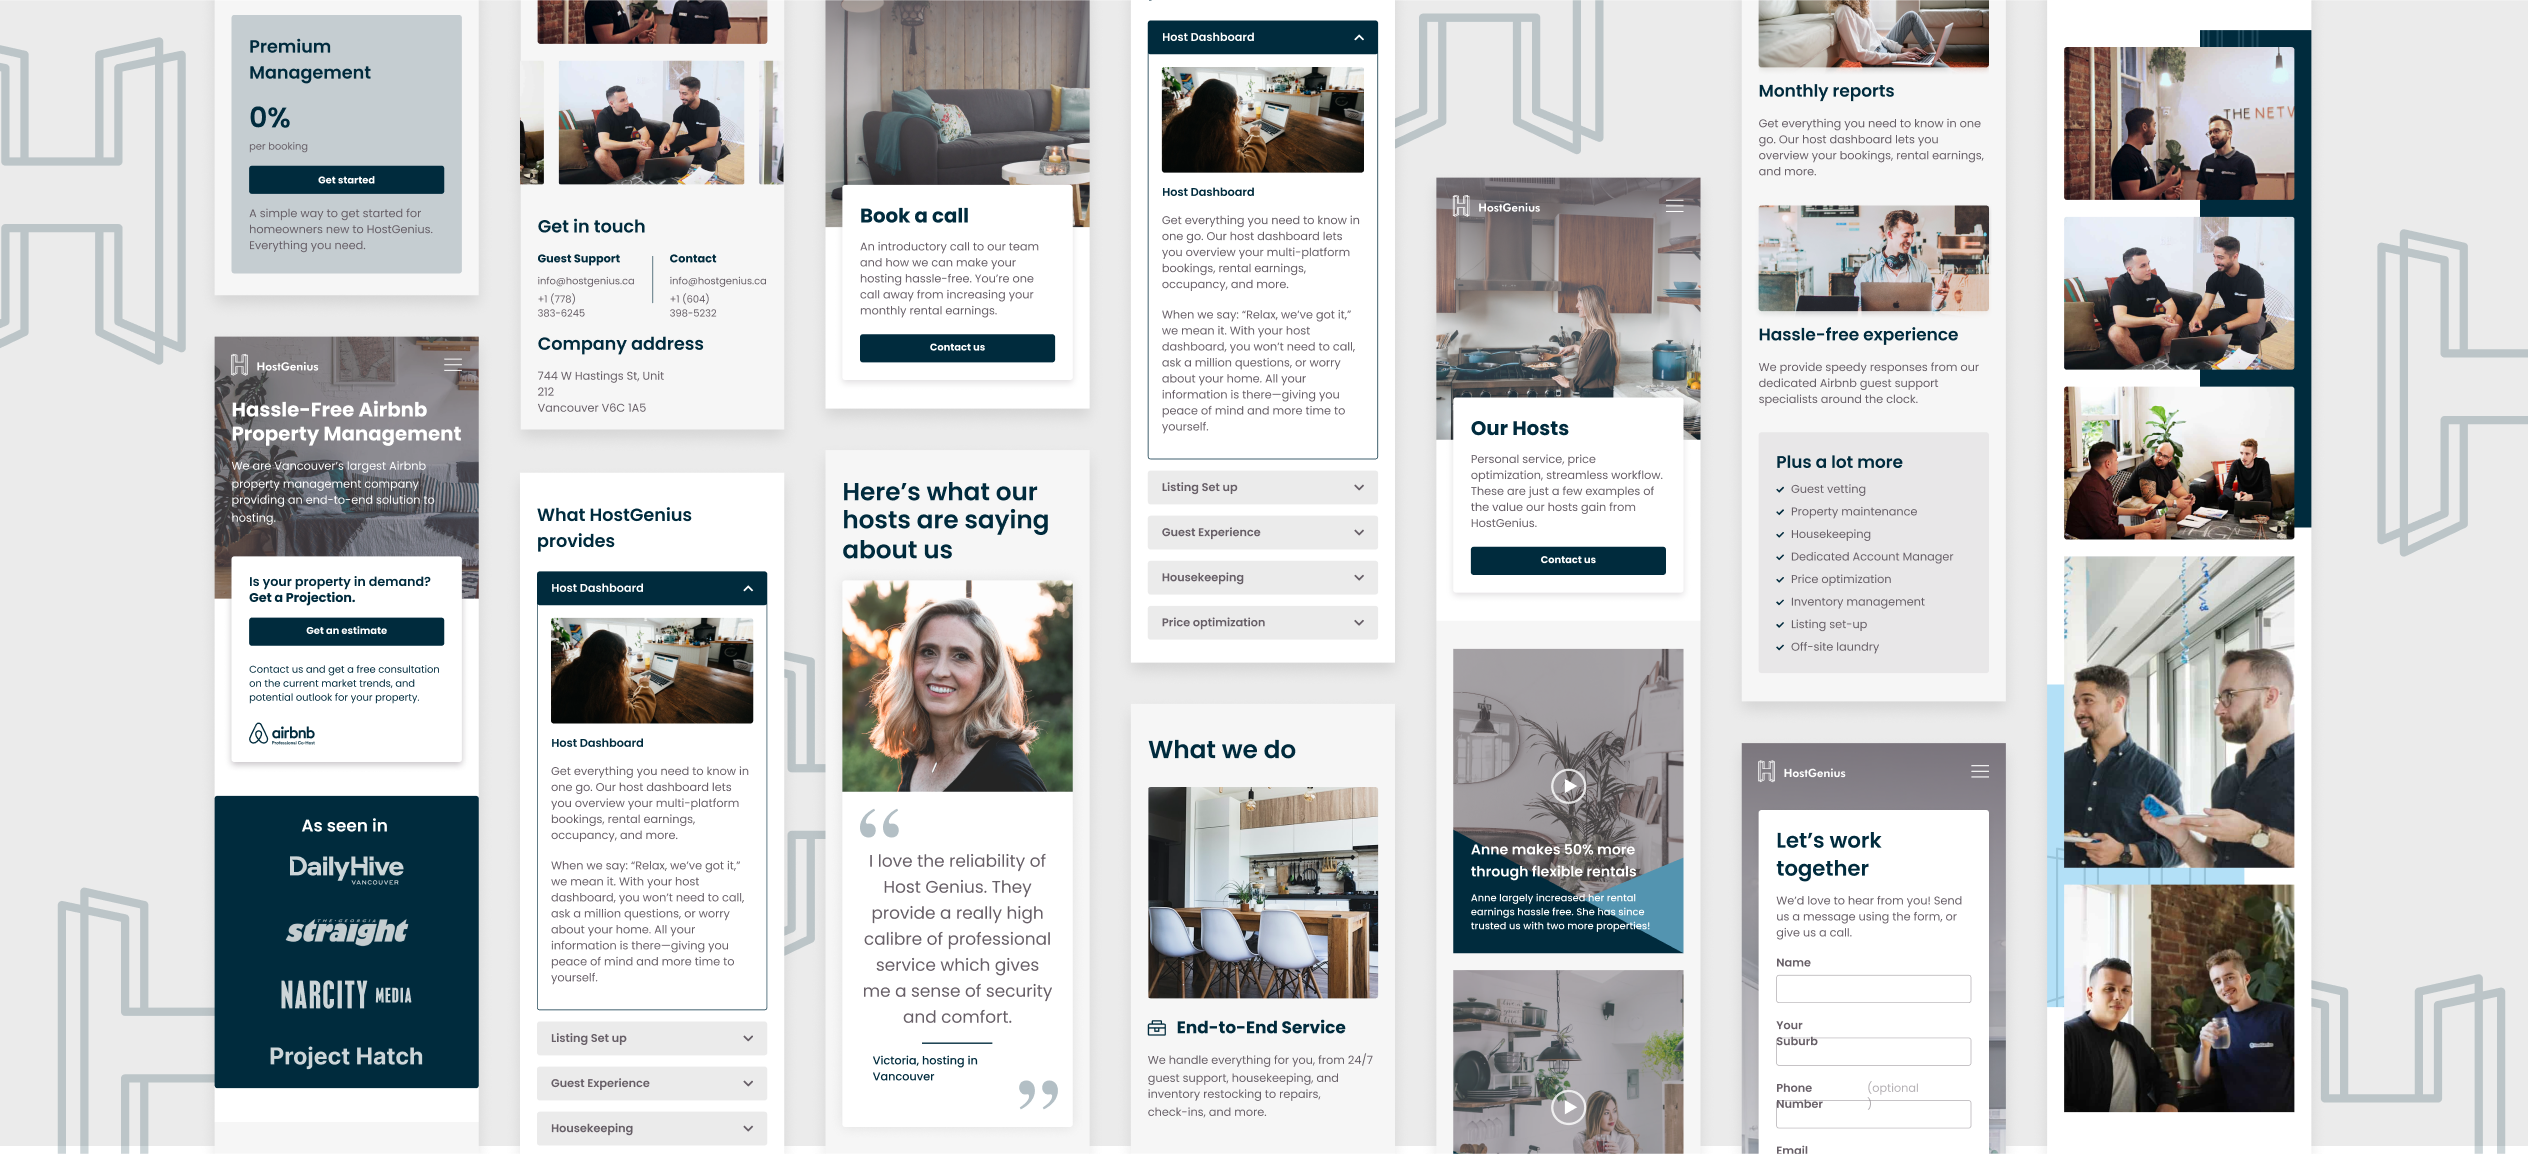 Premium
Management
0%
per booking
Get started
A simple way to get started for
homeowners new to HostGenius.
Everything you need.
HostGenius
Hassle-Free Airbnb
Property Management
We are Vancouver's largest Airbnb
property management company
providing an end-to-end solution to
hosting.
Is your property in demand?
Get a Projection.
Get an estimate
Contact us and get a free consultation
on the current market trends, and
potential outlook for your property.
airbnb
Professional Co-Host
As seen in
DailyHive
VANCOUVER
THE GEORGIA
straight
NARCITY MEDIA
Project Hatch
Get in touch
Guest Support
info@hostgenius.ca
+1 (778)
383-6245
Contact
info@hostgenius.ca
+1 (604)
398-5232
Company address
744 W Hastings St, Unit
212
Vancouver V6C 1A5
What HostGenius
provides
Host Dashboard
Host Dashboard
Get everything you need to know in
one go. Our host dashboard lets
you overview your multi-platform
bookings, rental earnings,
occupancy, and more.
When we say: “Relax, we’ve got it,”
we mean it. With your host
dashboard, you won’t need to call,
ask a million questions, or worry
about your home. All your
information is there—giving you
peace of mind and more time to
yourself.
Listing Set up
Guest Experience
Housekeeping
Book a call
An introductory call to our team
and how we can make your
hosting hassle-free. You’re one
call away from increasing your
monthly rental earnings.
Contact us
Here’s what our
hosts are saying
about us
“
I love the reliability of
Host Genius. They
provide a really high
calibre of professional
service which gives
me a sense of security
and comfort.
Victoria, hosting in
Vancouver
”
Host Dashboard
Host Dashboard
Get everything you need to know in
one go. Our host dashboard lets
you overview your multi-platform
bookings, rental earnings,
occupancy, and more.
When we say: “Relax, we’ve got it,”
we mean it. With your host
dashboard, you won’t need to call,
ask a million questions, or worry
about your home. All your
information is there—giving you
peace of mind and more time to
yourself.
Listing Set up
Guest Experience
Housekeeping
Price optimization
What we do
End-to-End Service
We handle everything for you, from 24/7
guest support, housekeeping, and
inventory restocking to repairs,
check-ins, and more.
HostGenius
Our Hosts
Personal service, price
optimization, streamless workflow.
These are just a few examples of
the value our hosts gain from
HostGenius.
Contact us
Anne makes 50% more
through flexible rentals
Anne largely increased her rental
earnings hassle free. She has since
trusted us with two more properties!
Monthly reports
Get everything you need to know in one
go. Our host dashboard lets you
overview your bookings, rental earnings,
and more.
Hassle-free experience
We provide speedy responses from our
dedicated Airbnb guest support
specialists around the clock.
Plus a lot more
Guest vetting
Property maintenance
Housekeeping
Dedicated Account Manager
Price optimization
Inventory management
Listing set-up
Off-site laundry
HostGenius
Let’s work
together
We’d love to hear from you! Send
us a message using the form, or
give us a call.
Name
Your
Suburb
Phone (optional
Number )
Email
THE NETW